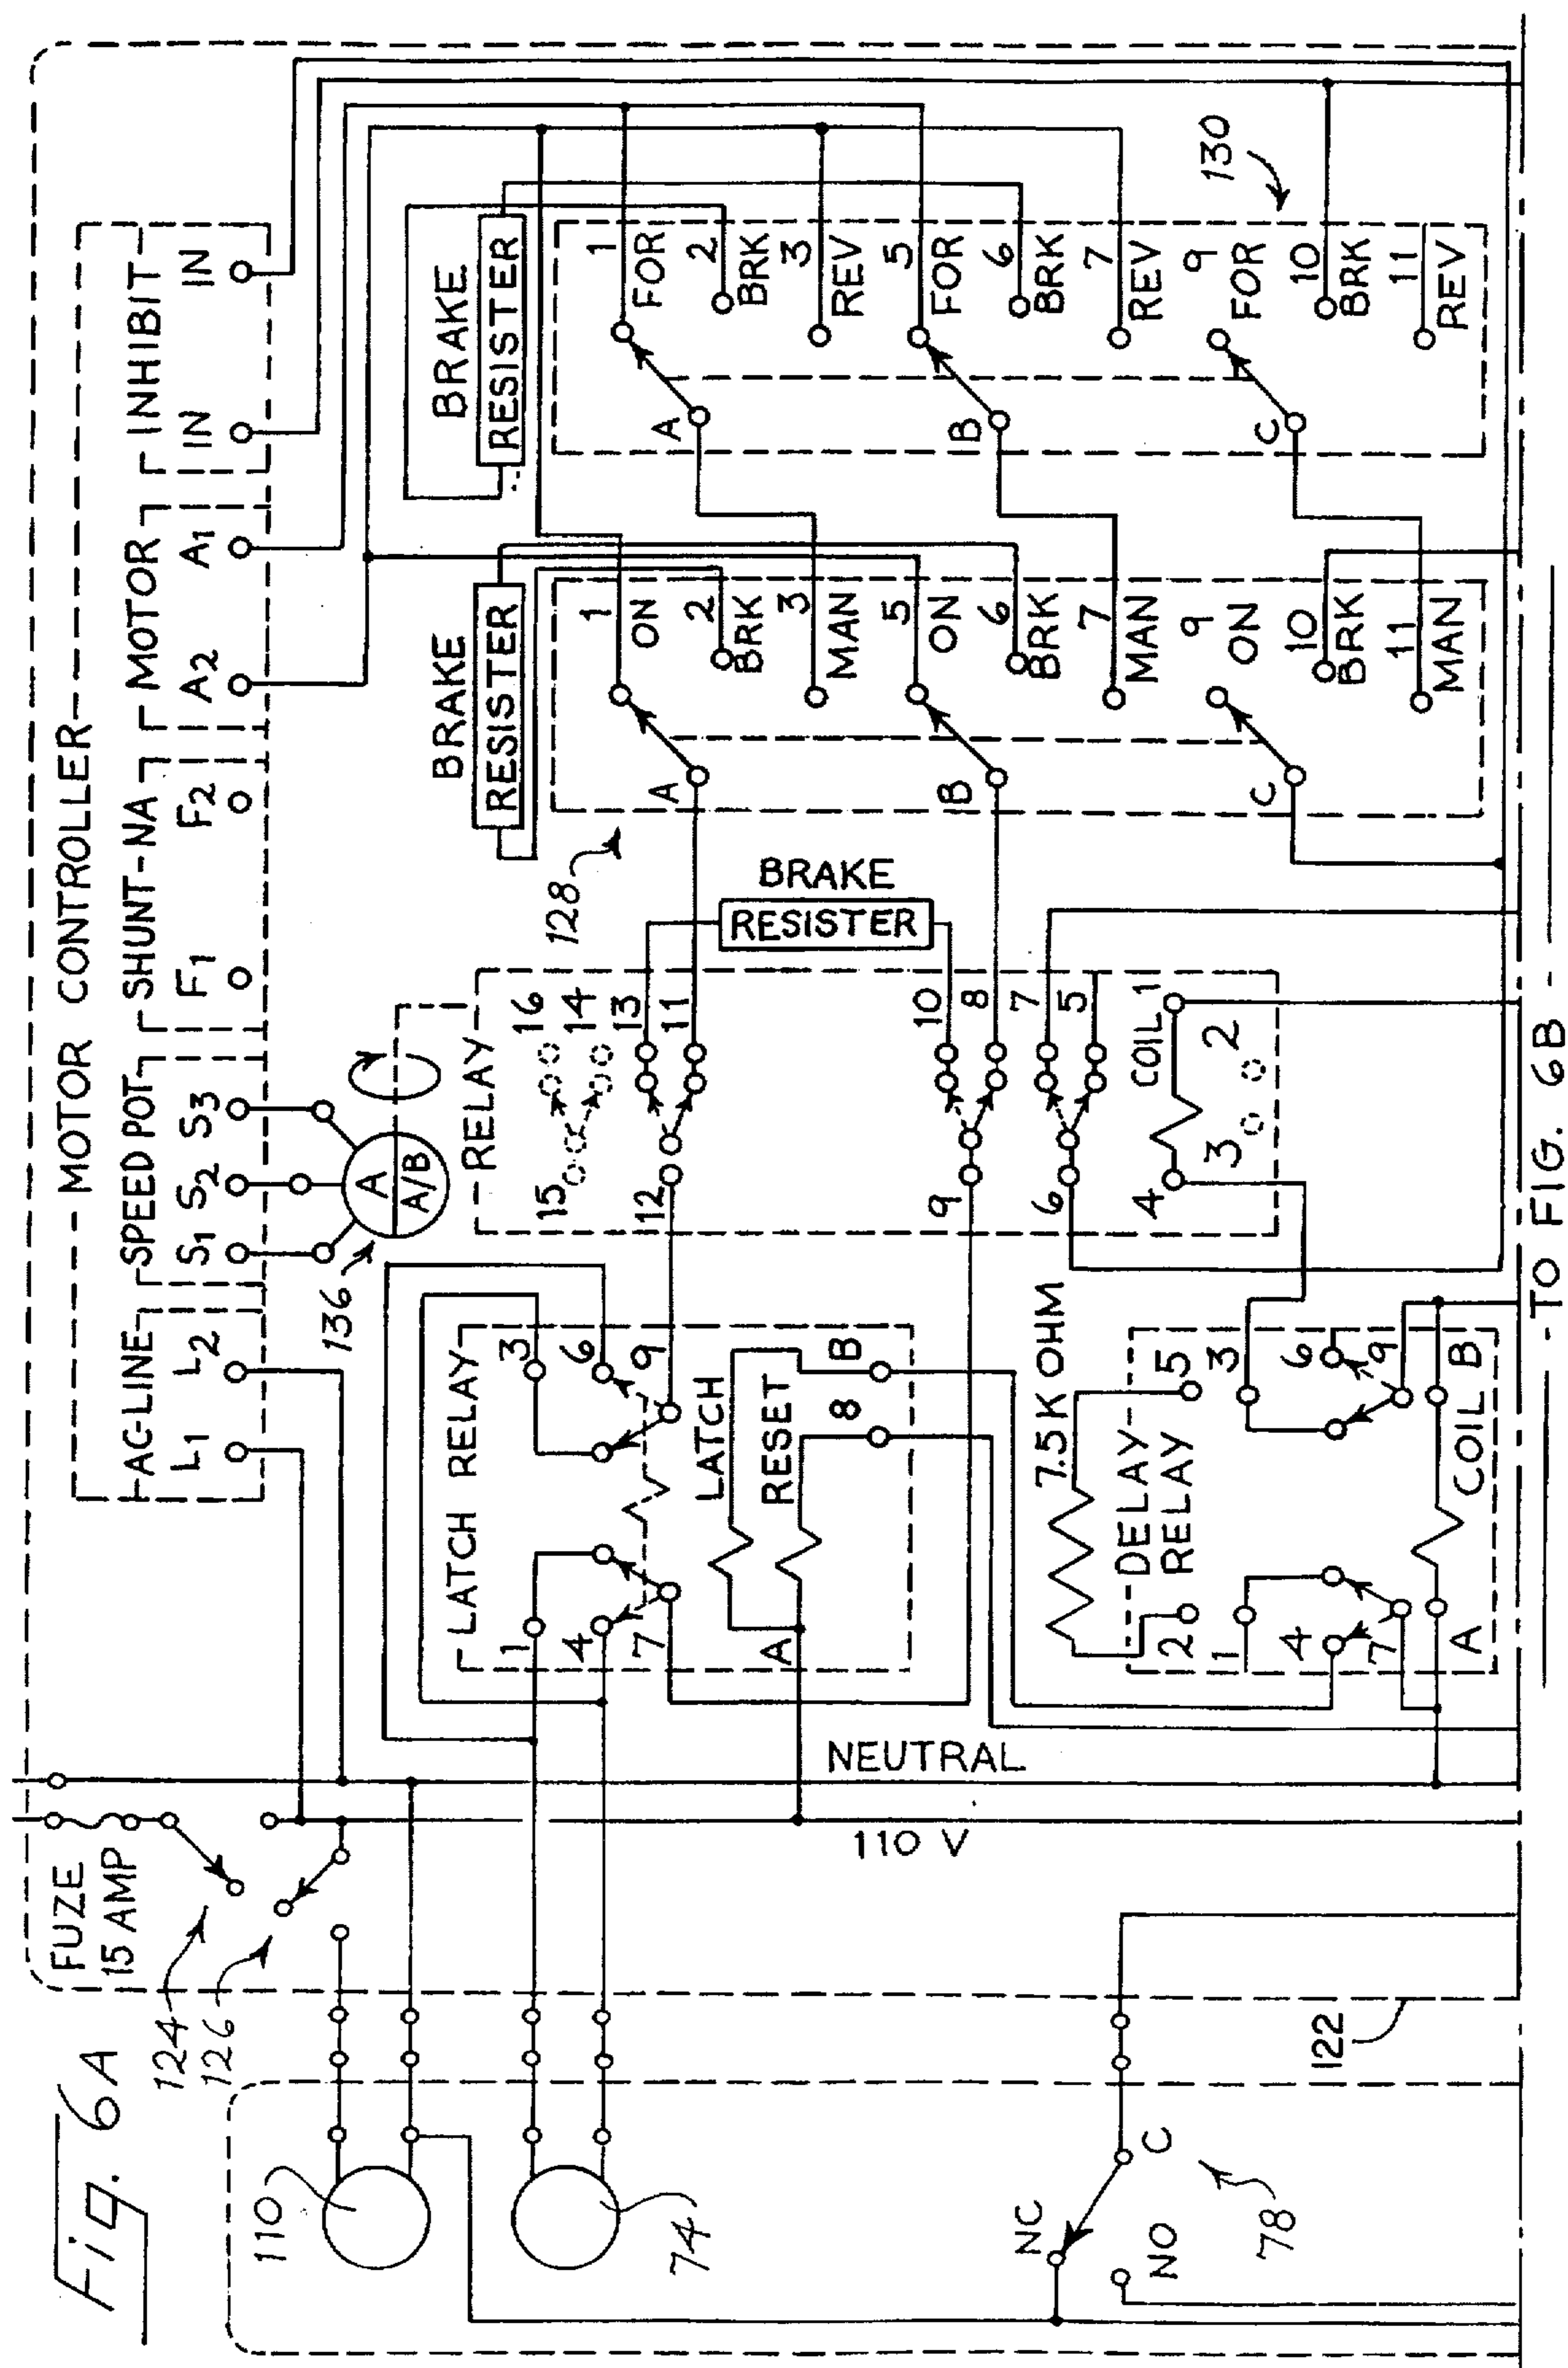 Fig. 6A
MOTOR CONTROLLER
AC-LINE
SPEED POT
SHUNT-NA
MOTOR
INHIBIT
L1
L2
S1
S2
S3
F1
F2
A2
A1
IN
IN
FUZE
15 AMP
124
126
136
A
A/B
110
74
NEUTRAL
110 V
LATCH RELAY
1
3
4
6
7
9
LATCH
RESET
A
8
B
RELAY
15
16
14
12
13
11
9
10
8
6
7
5
4
COIL 1
3
2
BRAKE
RESISTER
128
BRAKE
RESISTER
A
1
ON
2
BRK
3
MAN
B
5
ON
6
BRK
7
MAN
C
9
ON
10
BRK
11
MAN
BRAKE
RESISTER
130
A
1
FOR
2
BRK
3
REV
B
5
FOR
6
BRK
7
REV
C
9
FOR
10
BRK
11
REV
7.5K OHM
DELAY
RELAY
2
5
1
3
4
6
7
9
A
COIL B
NC
NO
C
78
122
TO FIG. 6B